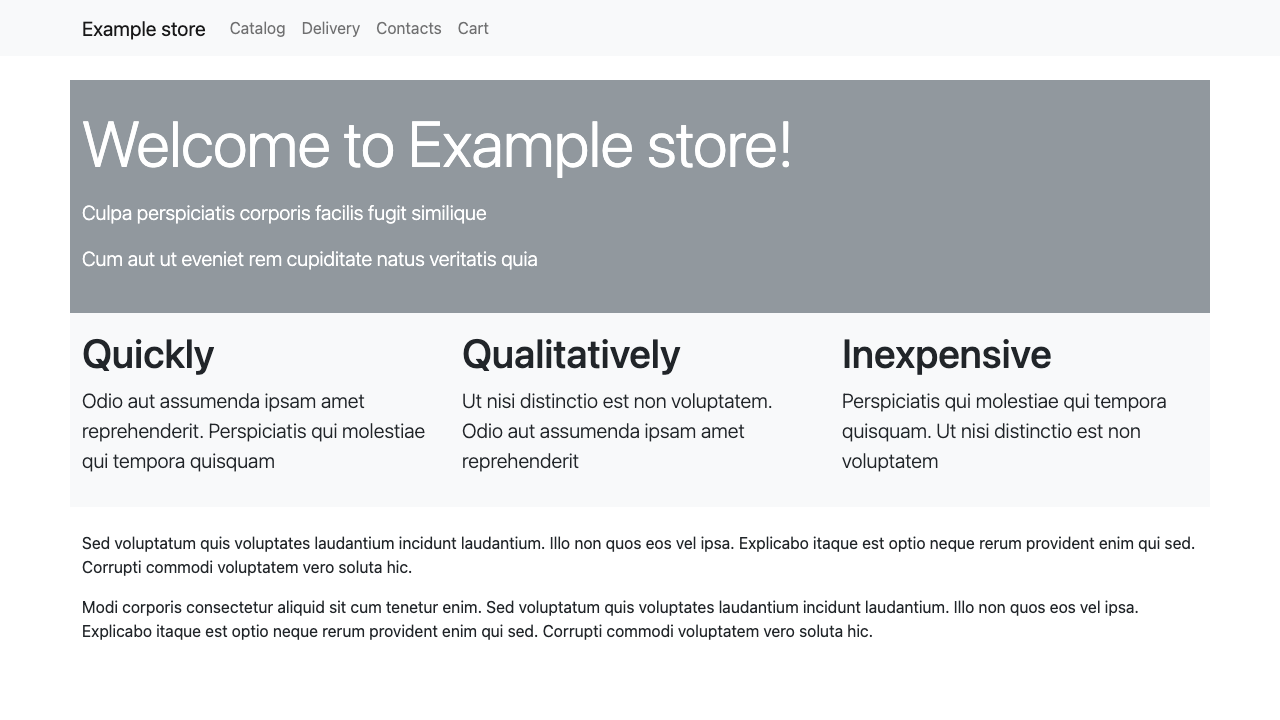 Example store Catalog Delivery Contacts Cart
Welcome to Example store!
Culpa perspiciatis corporis facilis fugit similique
Cum aut ut eveniet rem cupiditate natus veritatis quia
Quickly
Odio aut assumenda ipsam amet
reprehenderit. Perspiciatis qui molestiae
qui tempora quisquam
Qualitatively
Ut nisi distinctio est non voluptatem.
Odio aut assumenda ipsam amet
reprehenderit
Inexpensive
Perspiciatis qui molestiae qui tempora
quisquam. Ut nisi distinctio est non
voluptatem
Sed voluptatum quis voluptates laudantium incidunt laudantium. Illo non quos eos vel ipsa. Explicabo itaque est optio neque rerum provident enim qui sed.
Corrupti commodi voluptatem vero soluta hic.
Modi corporis consectetur aliquid sit cum tenetur enim. Sed voluptatum quis voluptates laudantium incidunt laudantium. Illo non quos eos vel ipsa.
Explicabo itaque est optio neque rerum provident enim qui sed. Corrupti commodi voluptatem vero soluta hic.